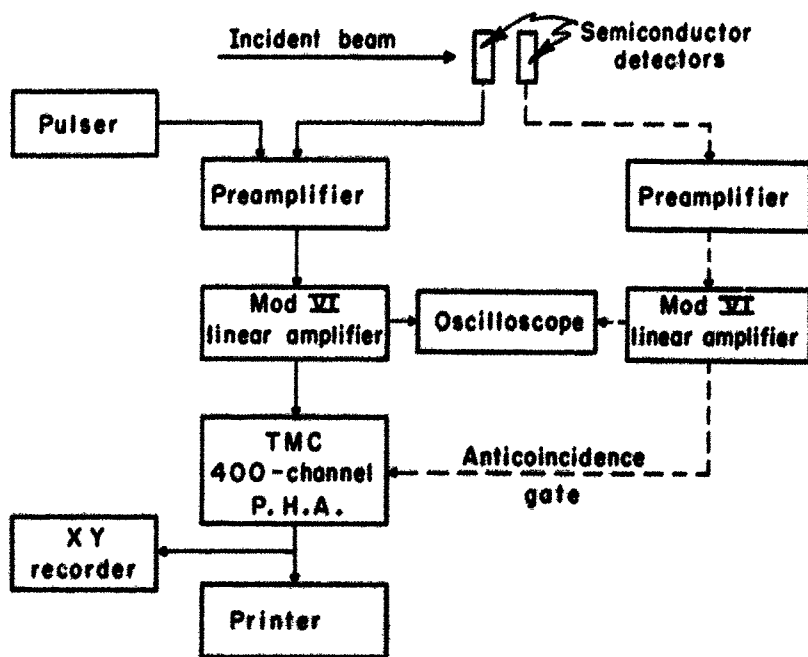 Incident beam
Semiconductor
detectors
Pulser
Preamplifier
Preamplifier
Mod VI
linear amplifier
Oscilloscope
Mod VI
linear amplifier
TMC
400-channel
P.H.A.
Anticoincidence
gate
XY
recorder
Printer